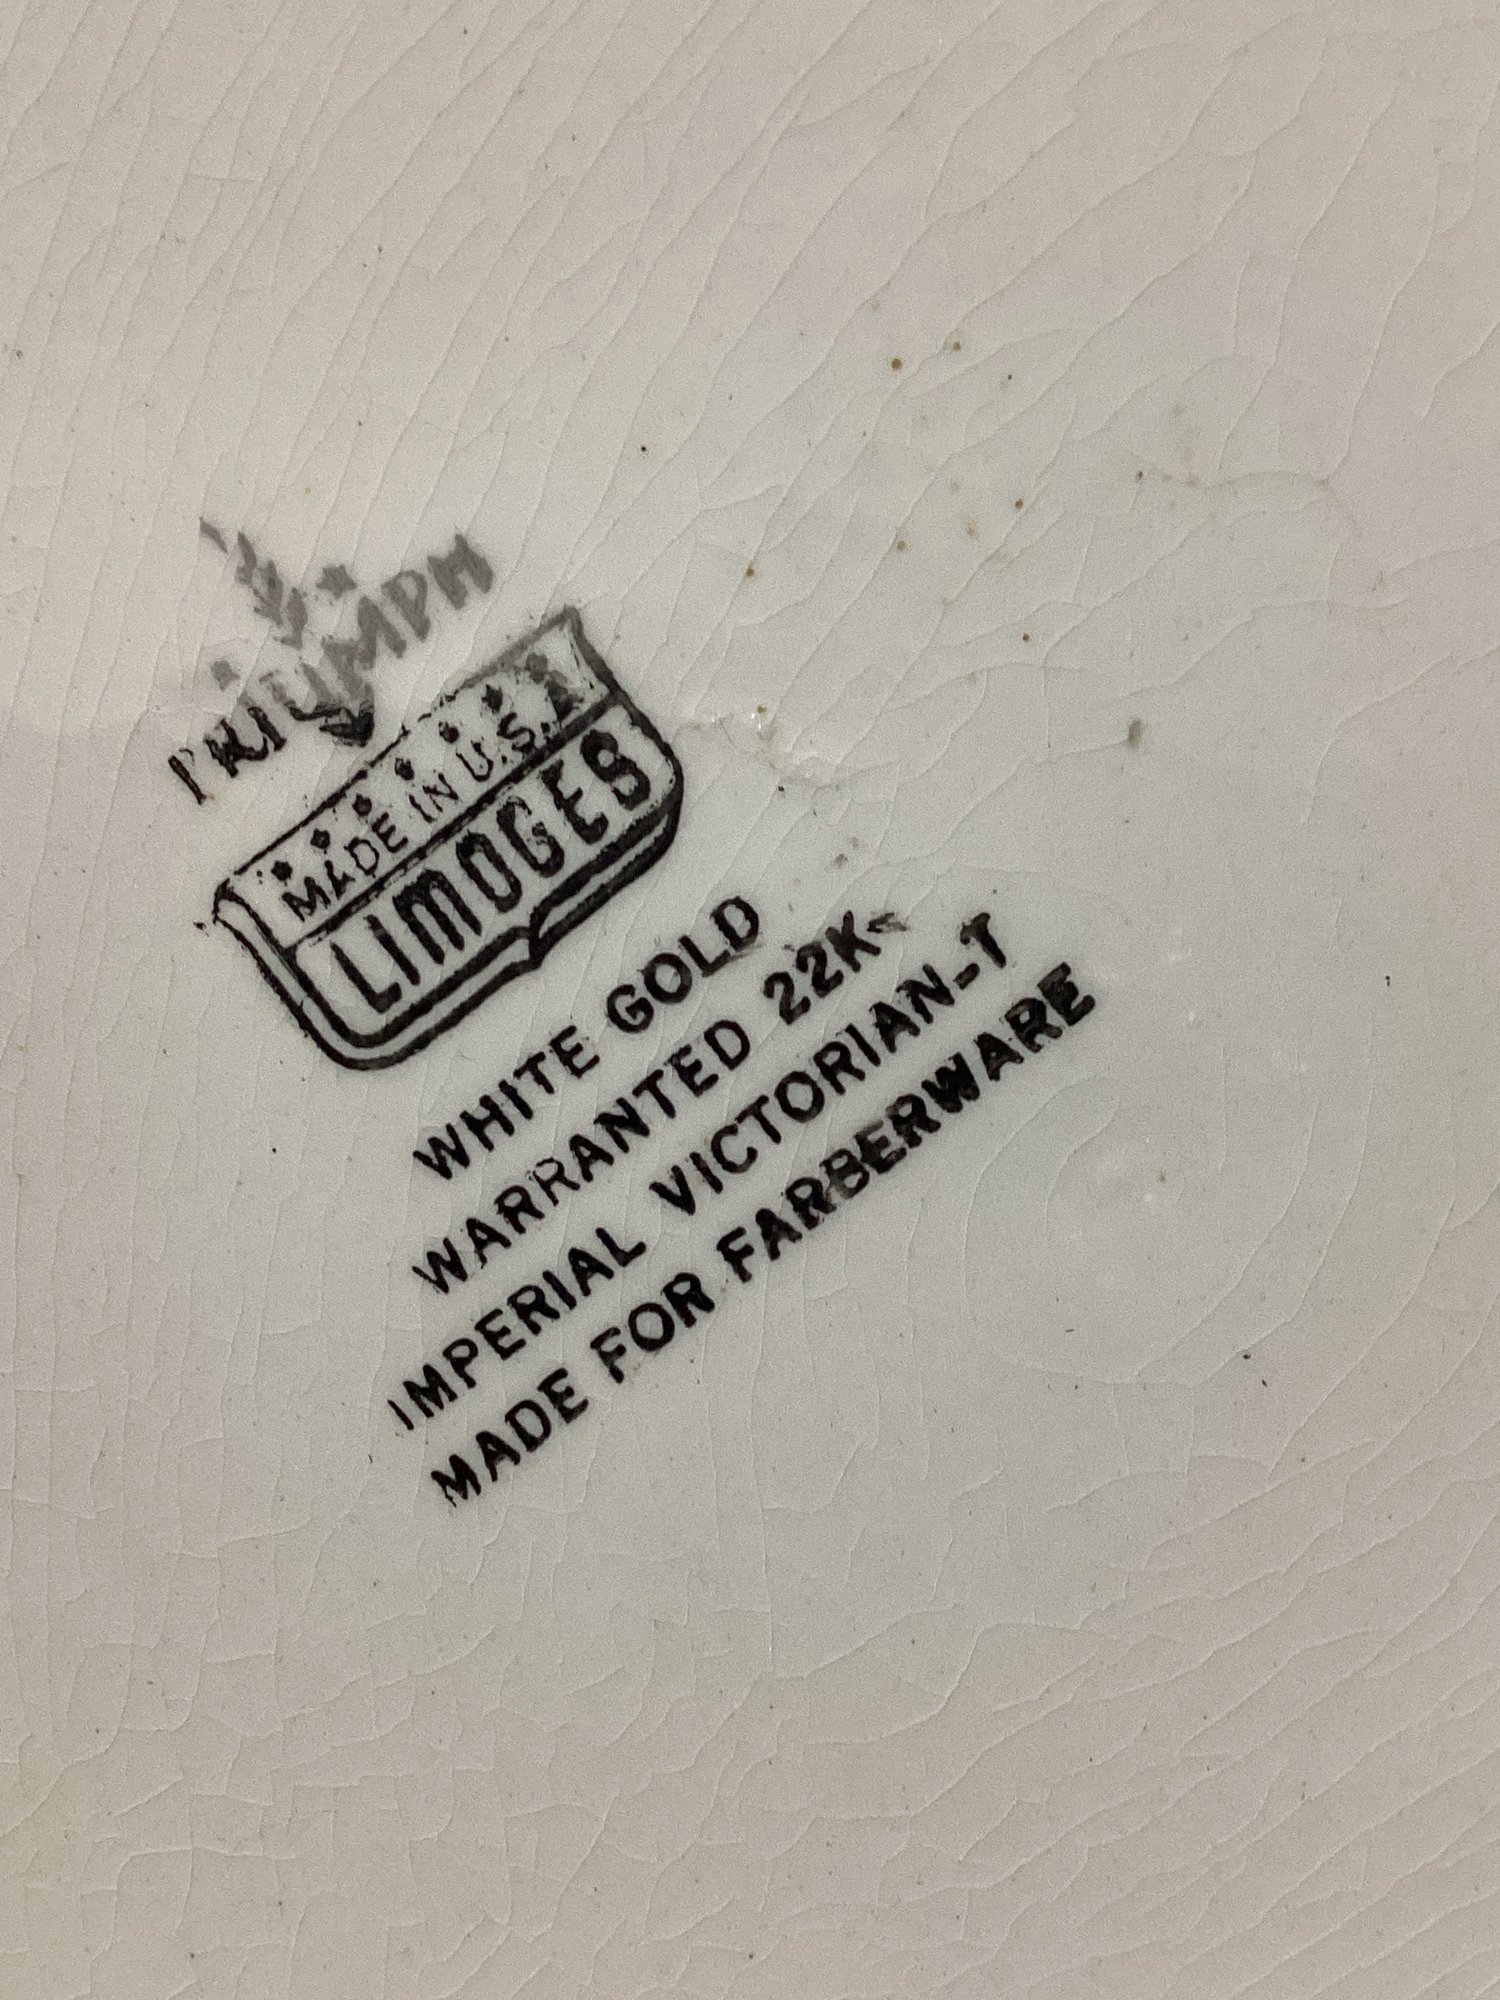 TRIUMPH
MADE IN U.S.A
LIMOGES
WHITE GOLD
WARRANTED 22K
IMPERIAL VICTORIAN-T
MADE FOR FARBERWARE